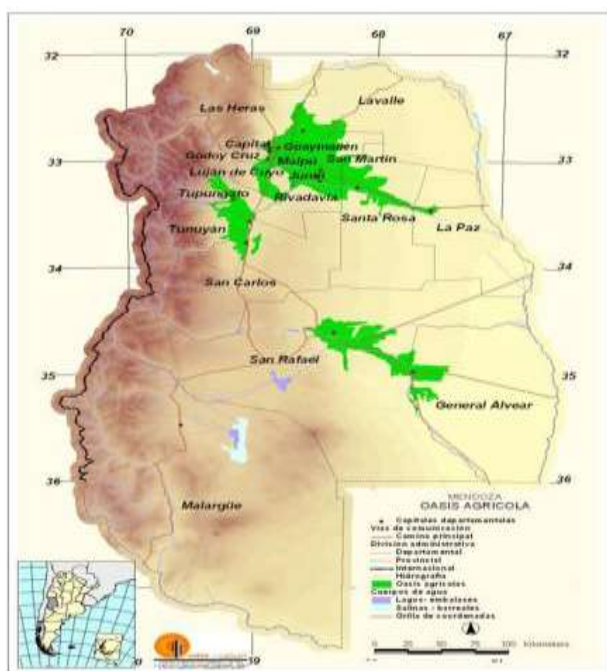 70 69 68 67
32 32
Las Heras
Lavalle
Capital
Guaymallen
33 33
Godoy Cruz
Maipú
San Martin
Luján de Cuyo
Junin
Tupungato
Rivadavia
Santa Rosa
La Paz
Tunuyán
34 34
San Carlos
San Rafael
35 35
General Alvear
36 36
Malargüe
MENDOZA
OASIS AGRICOLA
Capitales departamentales
Vías de comunicación
Camino principal
División administrativa
Departamental
Provincial
Internacional
Hidrografía
Oasis agrícolas
Cuerpos de agua
Lagos- embalses
Salinas - barreales
Grilla de coordenadas
0 25 50 100
Kilometers